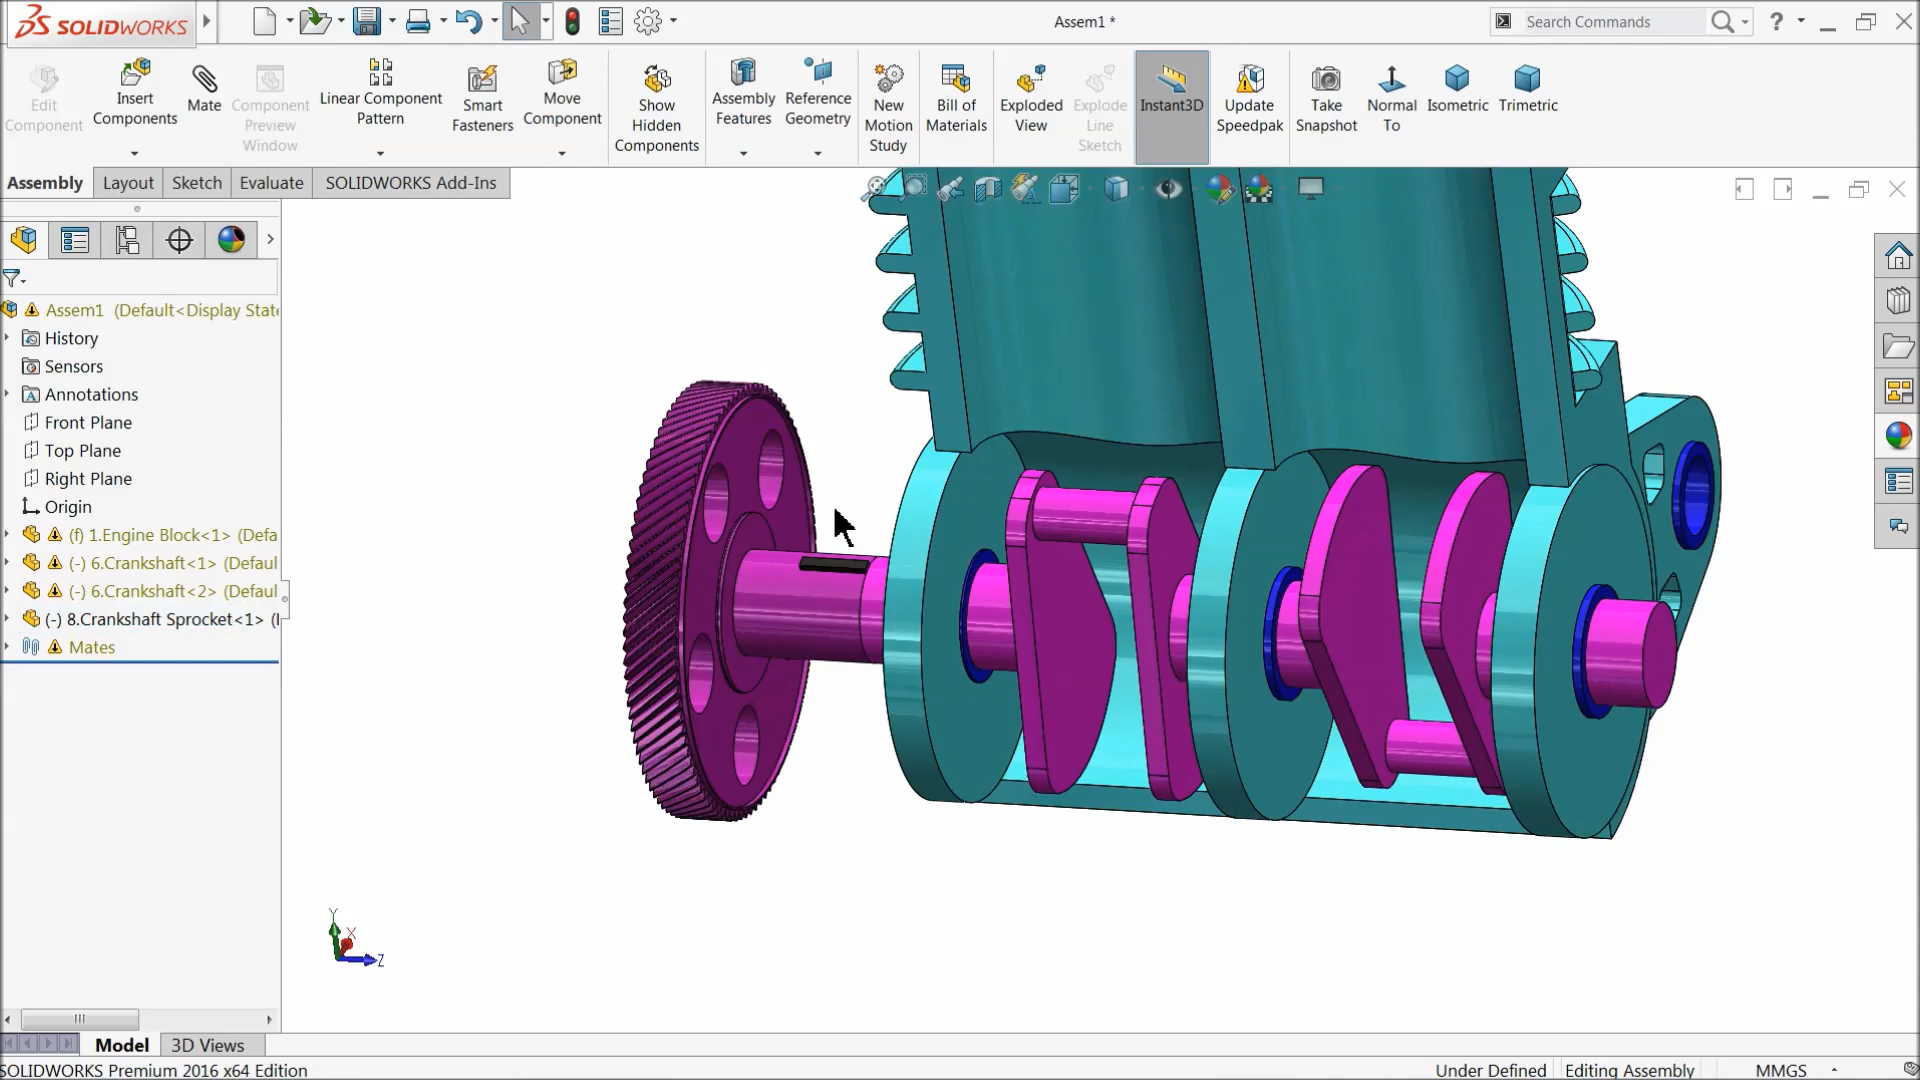 SOLIDWORKS
Assem1 *
Search Commands
?
Edit Component
Insert Components
Mate
Component Preview Window
Linear Component Pattern
Smart Fasteners
Move Component
Show Hidden Components
Assembly Features
Reference Geometry
New Motion Study
Bill of Materials
Exploded View
Explode Line Sketch
Instant3D
Update Speedpak
Take Snapshot
Normal To
Isometric
Trimetric
Assembly
Layout
Sketch
Evaluate
SOLIDWORKS Add-Ins
Assem1 (Default<Display State
History
Sensors
Annotations
Front Plane
Top Plane
Right Plane
Origin
(f) 1.Engine Block<1> (Defa
(-) 6.Crankshaft<1> (Defaul
(-) 6.Crankshaft<2> (Defaul
(-) 8.Crankshaft Sprocket<1> (
Mates
Y
X
Z
Model
3D Views
SOLIDWORKS Premium 2016 x64 Edition
Under Defined
Editing Assembly
MMGS